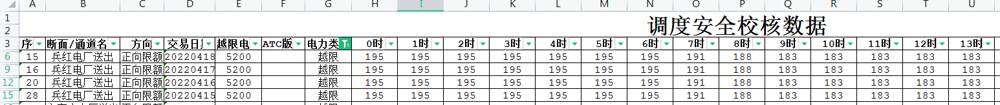 A B C D E F G H I J K L M N O P Q R S T U
1 调度安全校核数据
2
3 序 断面/通道名 方向 交易日 越限电 ATC版 电力类 0时 1时 2时 3时 4时 5时 6时 7时 8时 9时 10时 11时 12时 13时
6 15 兵红电厂送出 正向限额 20220418 5200 越限 195 195 195 195 195 195 195 191 188 183 183 183 183 183
9 16 兵红电厂送出 正向限额 20220417 5200 越限 195 195 195 195 195 195 195 191 188 183 183 183 183 183
12 20 兵红电厂送出 正向限额 20220416 5200 越限 195 195 195 195 195 195 195 191 188 183 183 183 183 183
15 28 兵红电厂送出 正向限额 20220415 5200 越限 195 195 195 195 195 195 195 191 188 183 183 183 183 183